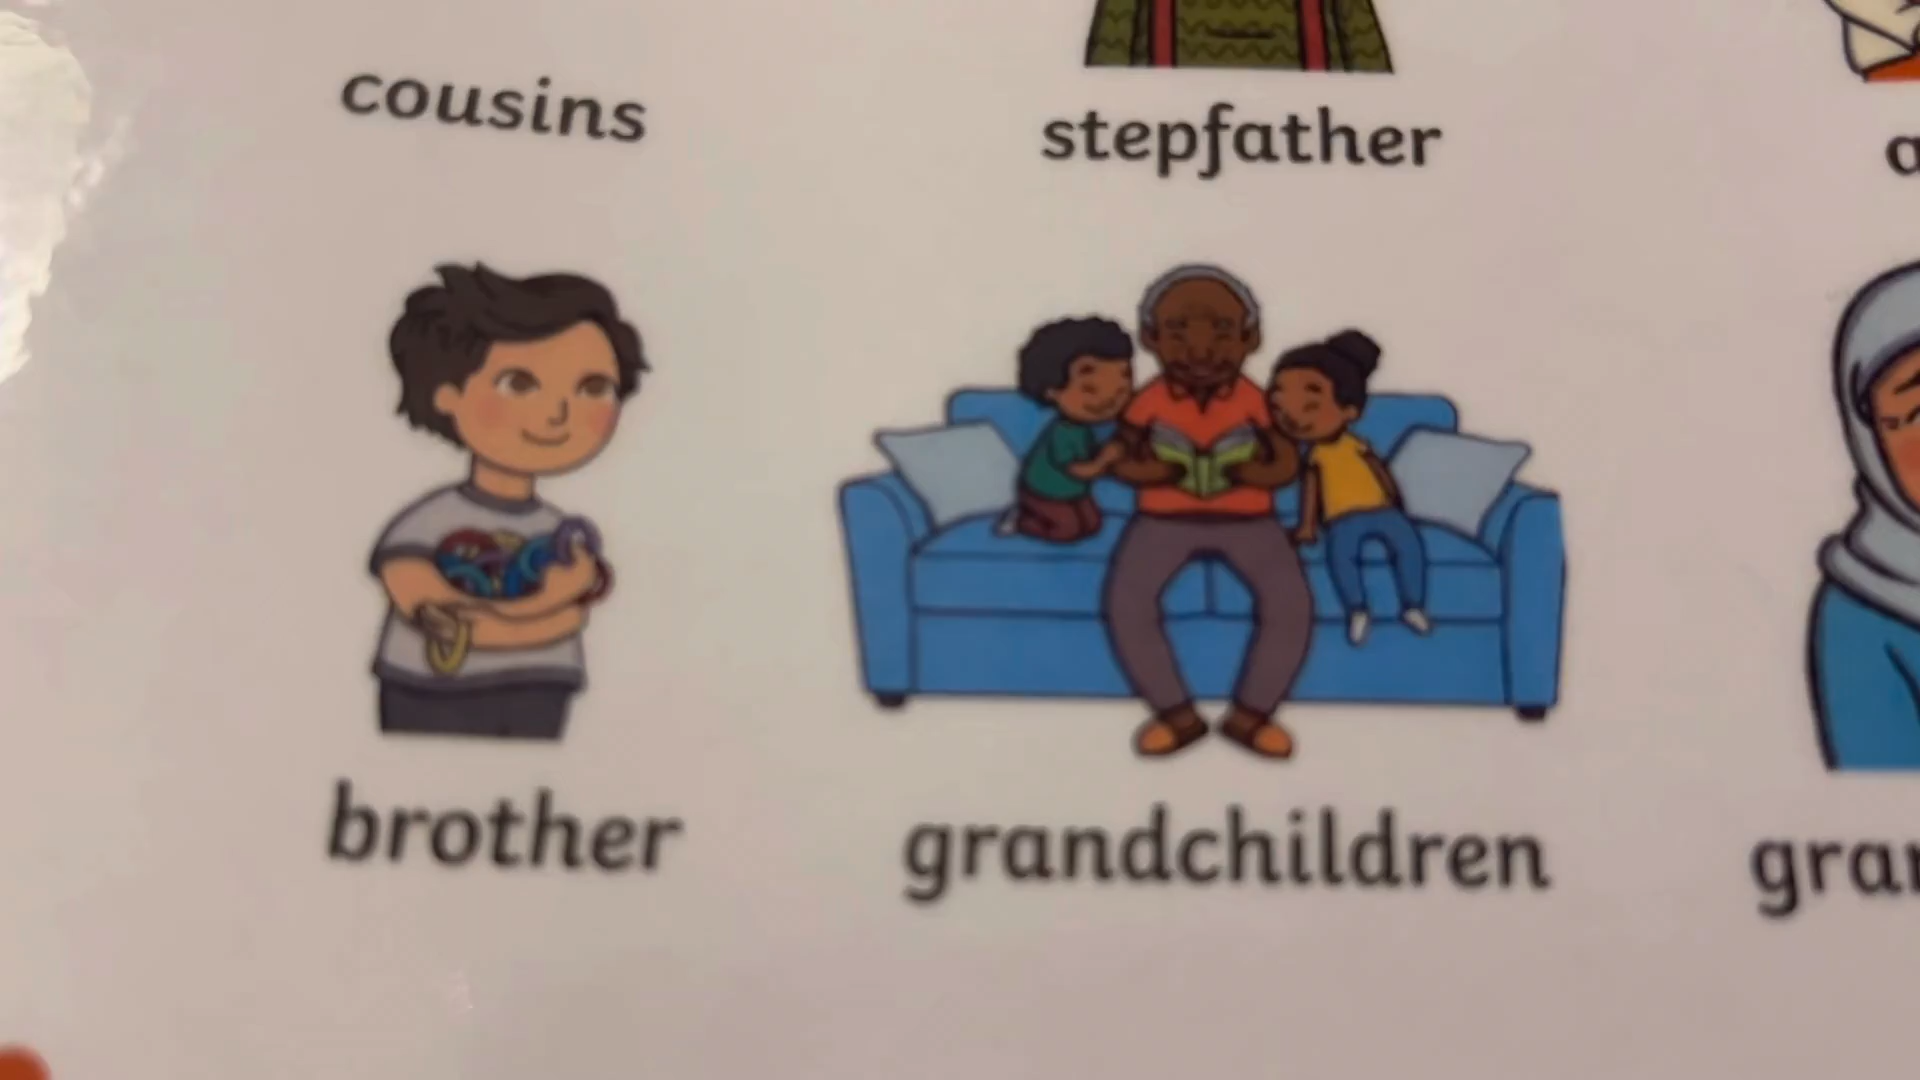 cousins
stepfather
brother
grandchildren